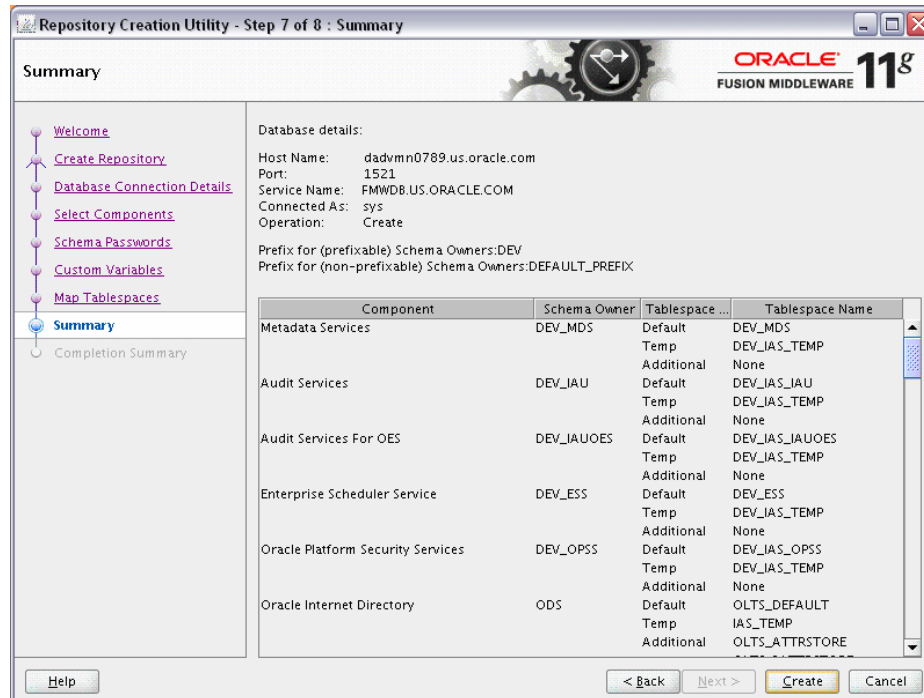 Repository Creation Utility - Step 7 of 8 : Summary
Summary
ORACLE
FUSION MIDDLEWARE 11g
Welcome
Create Repository
Database Connection Details
Select Components
Schema Passwords
Custom Variables
Map Tablespaces
Summary
Completion Summary
Database details:
Host Name: dadvmn0789.us.oracle.com
Port: 1521
Service Name: FMWDB.US.ORACLE.COM
Connected As: sys
Operation: Create
Prefix for (prefixable) Schema Owners:DEV
Prefix for (non-prefixable) Schema Owners:DEFAULT_PREFIX
Component Schema Owner Tablespace ... Tablespace Name
Metadata Services DEV_MDS Default DEV_MDS
Temp DEV_IAS_TEMP
Additional None
Audit Services DEV_IAU Default DEV_IAS_IAU
Temp DEV_IAS_TEMP
Additional None
Audit Services For OES DEV_IAUOES Default DEV_IAS_IAUOES
Temp DEV_IAS_TEMP
Additional None
Enterprise Scheduler Service DEV_ESS Default DEV_ESS
Temp DEV_IAS_TEMP
Additional None
Oracle Platform Security Services DEV_OPSS Default DEV_IAS_OPSS
Temp DEV_IAS_TEMP
Additional None
Oracle Internet Directory ODS Default OLTS_DEFAULT
Temp IAS_TEMP
Additional OLTS_ATTRSTORE
Help < Back Next > Create Cancel